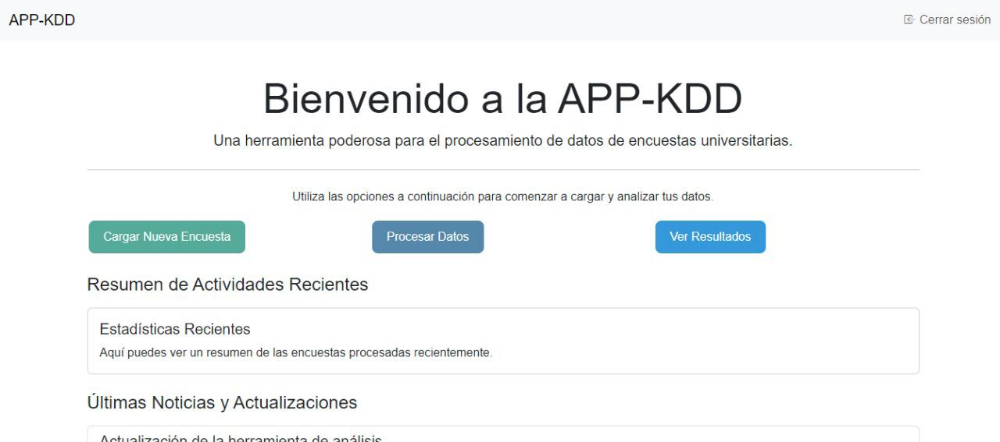 APP-KDD
Cerrar sesión
Bienvenido a la APP-KDD
Una herramienta poderosa para el procesamiento de datos de encuestas universitarias.
Utiliza las opciones a continuación para comenzar a cargar y analizar tus datos.
Cargar Nueva Encuesta
Procesar Datos
Ver Resultados
Resumen de Actividades Recientes
Estadísticas Recientes
Aquí puedes ver un resumen de las encuestas procesadas recientemente.
Últimas Noticias y Actualizaciones
Actualización de la herramienta de análisis